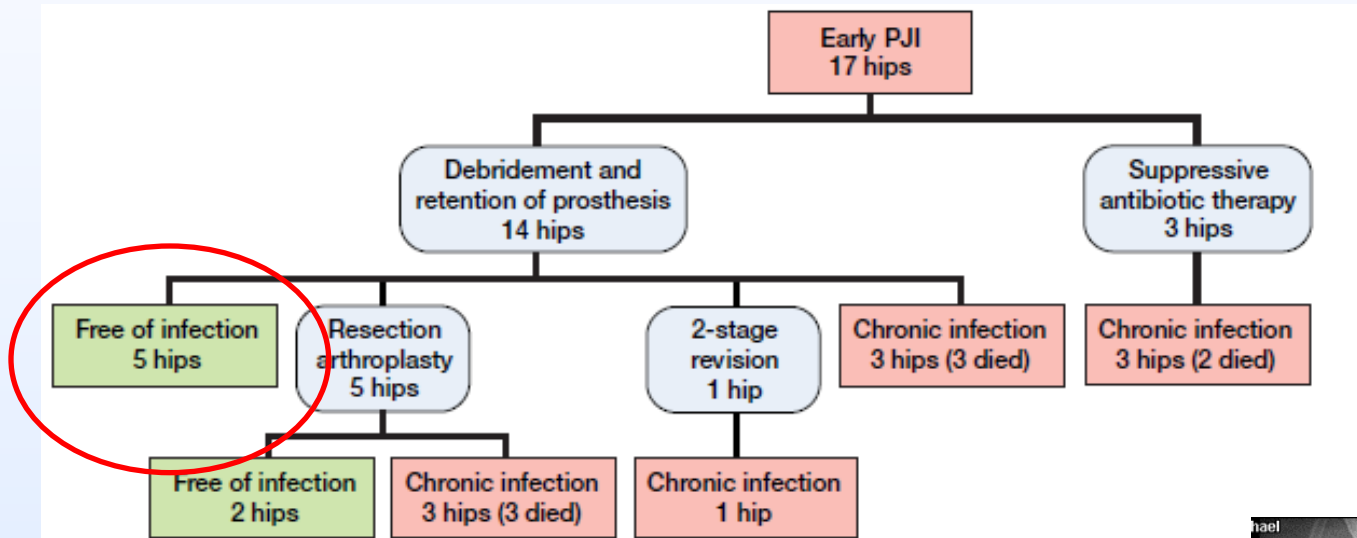 Early PJI
17 hips
Debridement and
retention of prosthesis
14 hips
Suppressive
antibiotic therapy
3 hips
Free of infection
5 hips
Resection
arthroplasty
5 hips
2-stage
revision
1 hip
Chronic infection
3 hips (3 died)
Chronic infection
3 hips (2 died)
Free of infection
2 hips
Chronic infection
3 hips (3 died)
Chronic infection
1 hip
hael